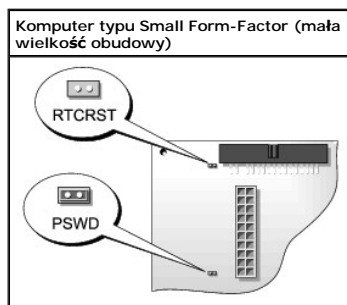 Komputer typu Small Form-Factor (mała
wielkość obudowy)
RTCRST
PSWD